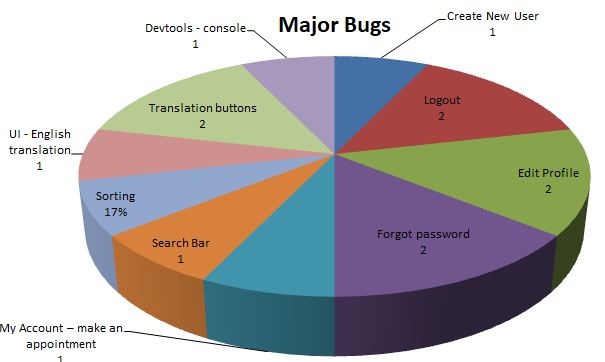 Major Bugs
Create New User
1
Logout
2
Edit Profile
2
Forgot password
2
My Account – make an
appointment
1
Search Bar
1
Sorting
17%
UI - English
translation
1
Translation buttons
2
Devtools - console
1